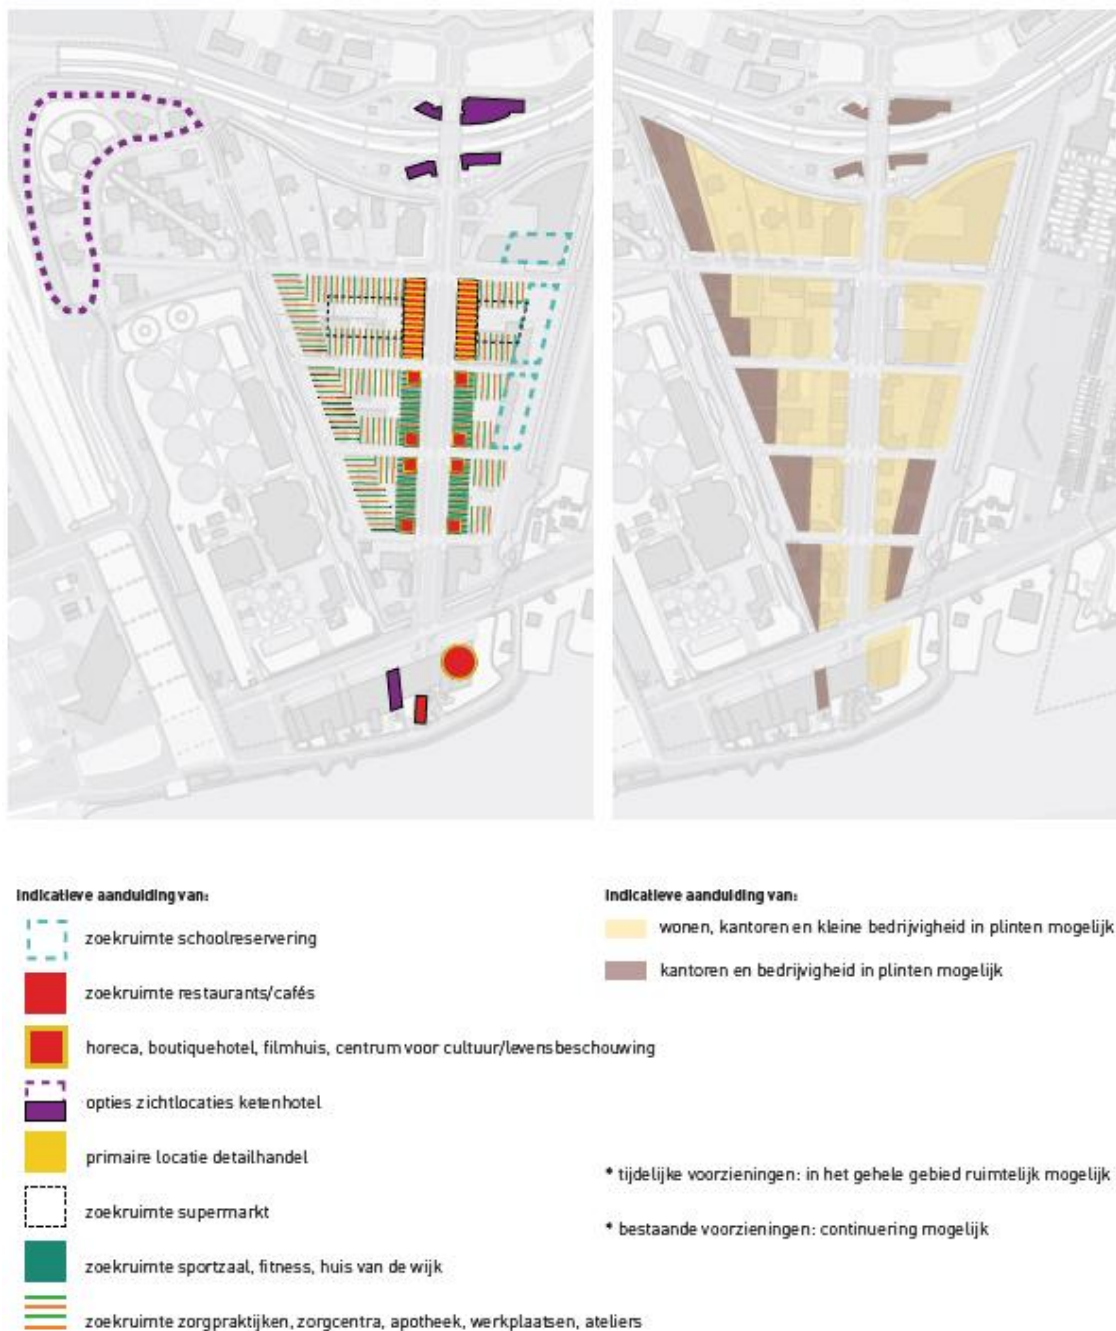 Indicatieve aanduiding van:
zoekruimte schoolreservering
zoekruimte restaurants/cafés
horeca, boutiquehotel, filmhuis, centrum voor cultuur/levensbeschouwing
opties zichtlocaties ketenhotel
primaire locatie detailhandel
zoekruimte supermarkt
zoekruimte sportzaal, fitness, huis van de wijk
zoekruimte zorgpraktijken, zorgcentra, apotheek, werkplaatsen, ateliers
Indicatieve aanduiding van:
wonen, kantoren en kleine bedrijvigheid in plinten mogelijk
kantoren en bedrijvigheid in plinten mogelijk
* tijdelijke voorzieningen: in het gehele gebied ruimtelijk mogelijk
* bestaande voorzieningen: continuering mogelijk